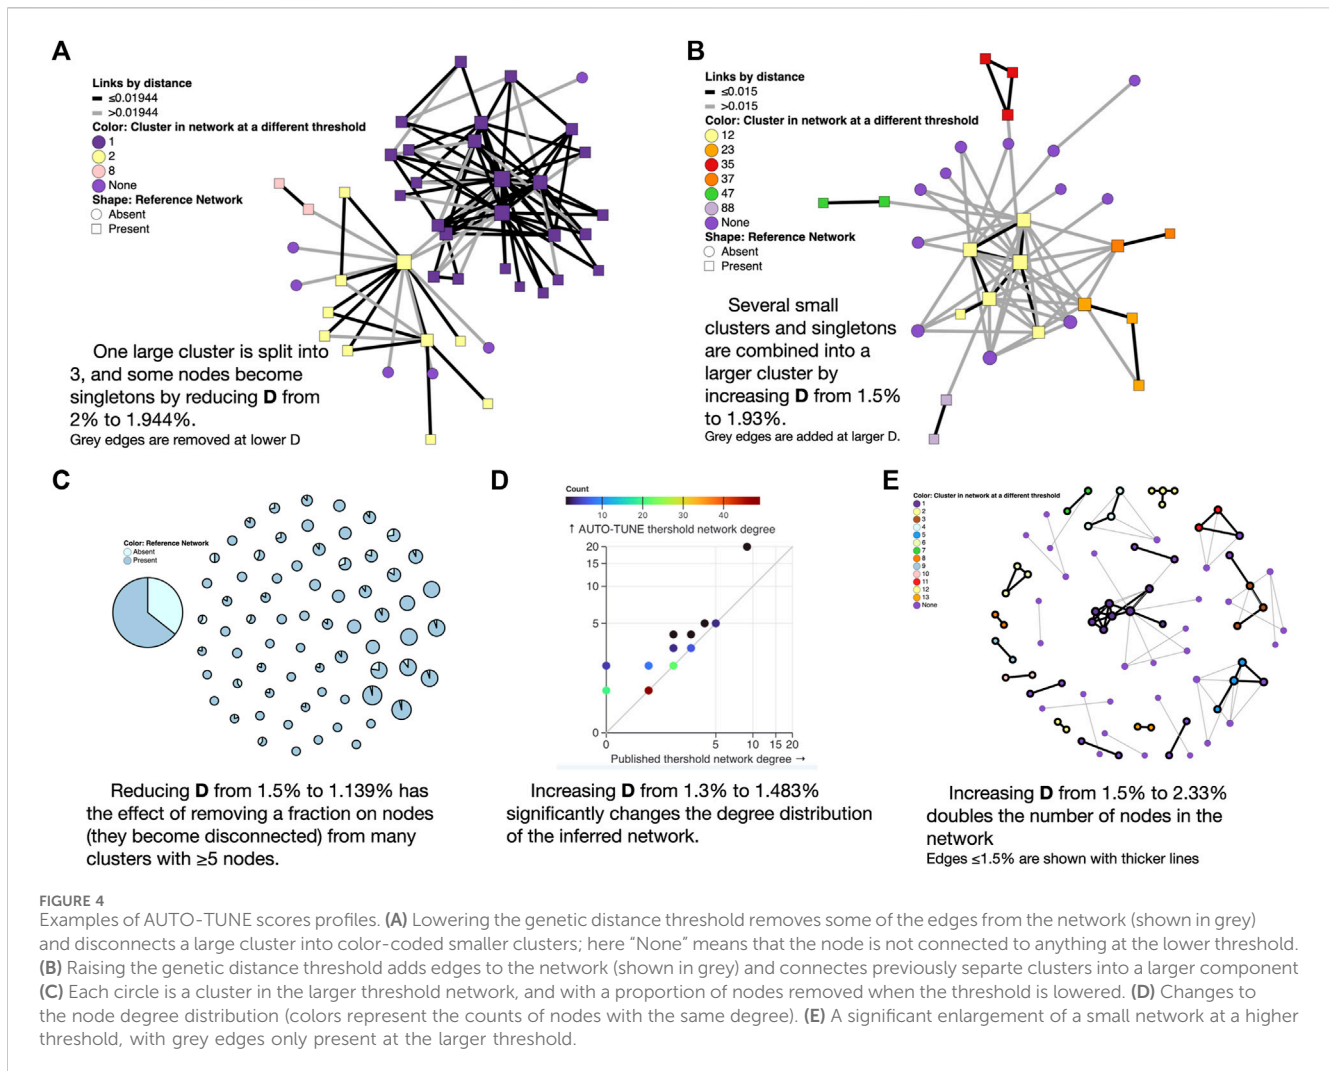 A
Links by distance
≤0.01944
>0.01944
Color: Cluster in network at a different threshold
1
2
8
None
Shape: Reference Network
Absent
Present
One large cluster is split into
3, and some nodes become
singletons by reducing D from
2% to 1.944%.
Grey edges are removed at lower D
B
Links by distance
≤0.015
>0.015
Color: Cluster in network at a different threshold
12
23
35
37
47
88
None
Shape: Reference Network
Absent
Present
Several small
clusters and singletons
are combined into a
larger cluster by
increasing D from 1.5%
to 1.93%.
Grey edges are added at larger D.
C
Color: Reference Network
Absent
Present
Reducing D from 1.5% to 1.139% has
the effect of removing a fraction on nodes
(they become disconnected) from many
clusters with ≥5 nodes.
D
Count
10 20 30 40
↑ AUTO-TUNE thershold network degree
20
15
10
5
0
0 5 10 15 20
Published thershold network degree →
Increasing D from 1.3% to 1.483%
significantly changes the degree distribution
of the inferred network.
E
Color: Cluster in network at a different threshold
1
2
3
4
5
6
7
8
9
10
11
12
13
None
Increasing D from 1.5% to 2.33%
doubles the number of nodes in the
network
Edges ≤1.5% are shown with thicker lines
FIGURE 4
Examples of AUTO-TUNE scores profiles. (A) Lowering the genetic distance threshold removes some of the edges from the network (shown in grey)
and disconnects a large cluster into color-coded smaller clusters; here “None” means that the node is not connected to anything at the lower threshold.
(B) Raising the genetic distance threshold adds edges to the network (shown in grey) and connectes previously separte clusters into a larger component
(C) Each circle is a cluster in the larger threshold network, and with a proportion of nodes removed when the threshold is lowered. (D) Changes to
the node degree distribution (colors represent the counts of nodes with the same degree). (E) A significant enlargement of a small network at a higher
threshold, with grey edges only present at the larger threshold.